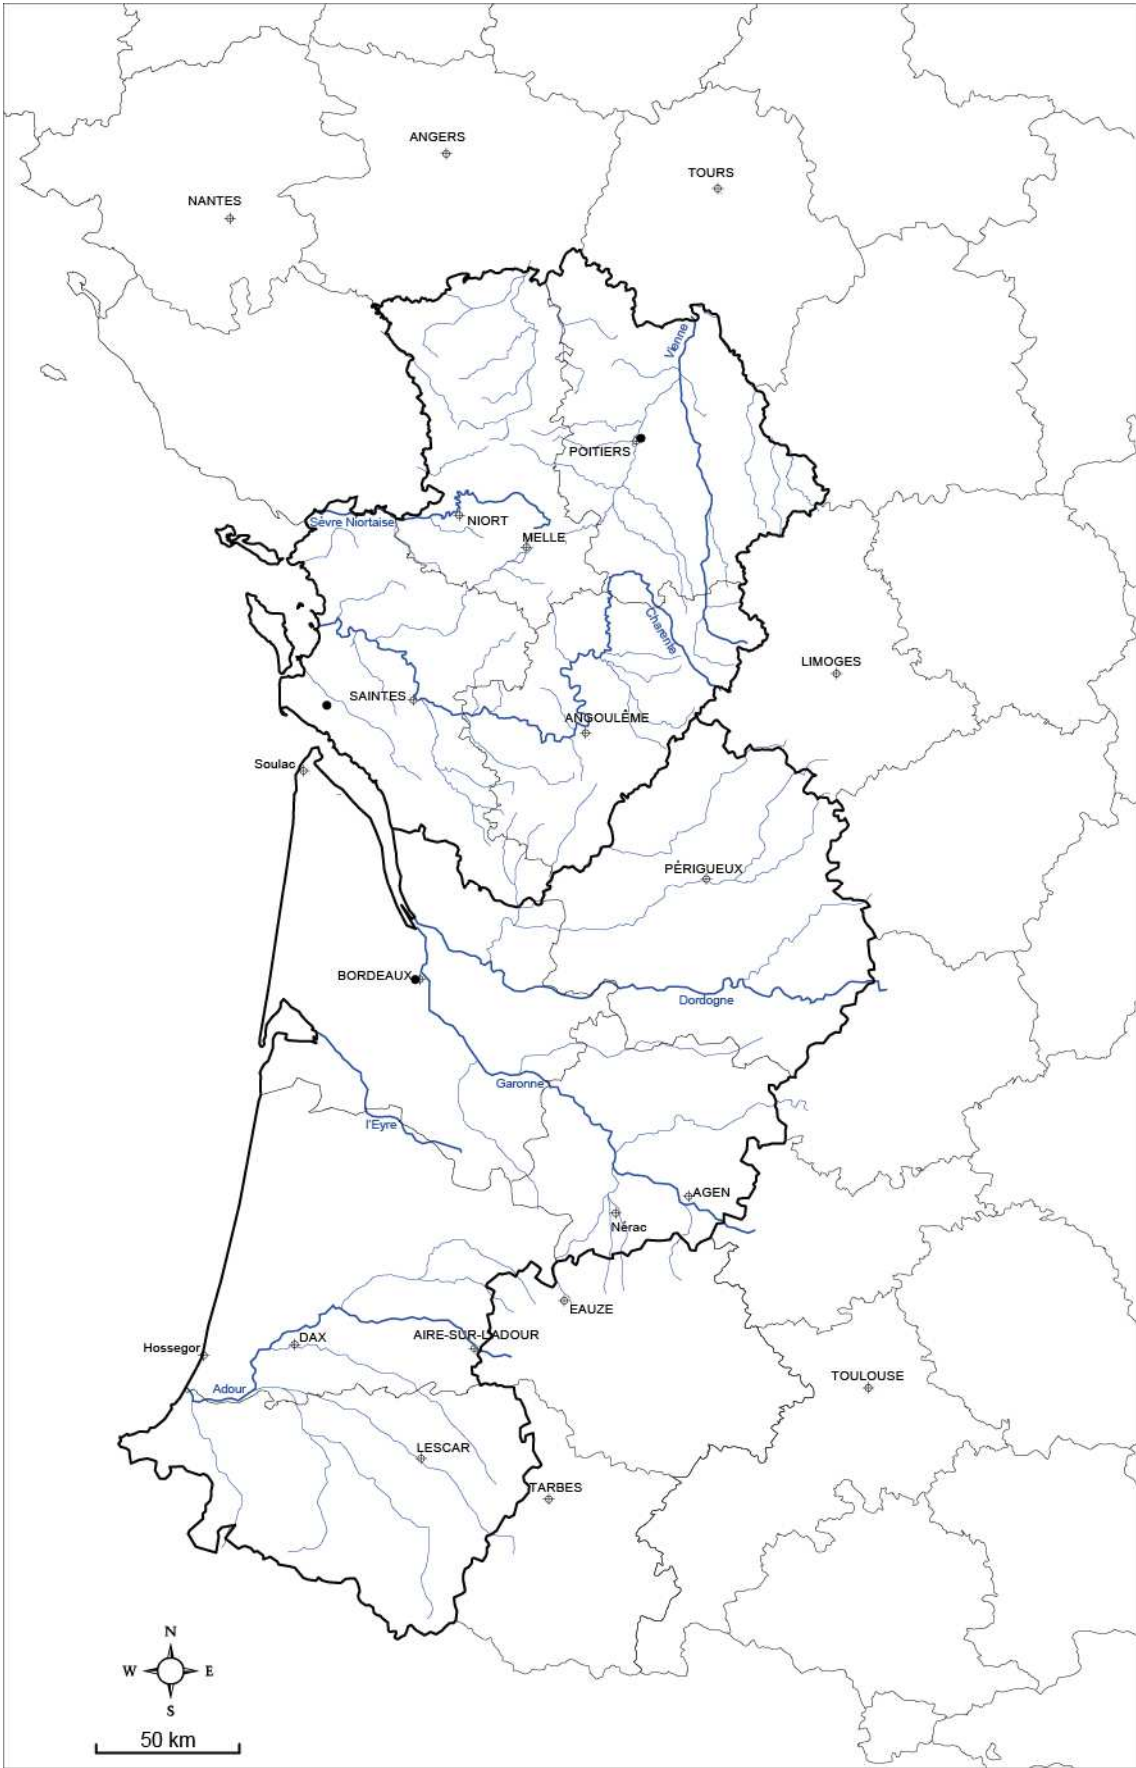 ANGERS
TOURS
NANTES
Vienne
POITIERS
Sèvre Niortaise
NIORT
MELLE
Charente
LIMOGES
SAINTES
ANGOULÊME
Soulac
PÉRIGUEUX
BORDEAUX
Dordogne
Garonne
l'Eyre
AGEN
Nérac
EAUZE
DAX
AIRE-SUR-L'ADOUR
Hossegor
TOULOUSE
Adour
LESCAR
TARBES
N
W E
S
50 km